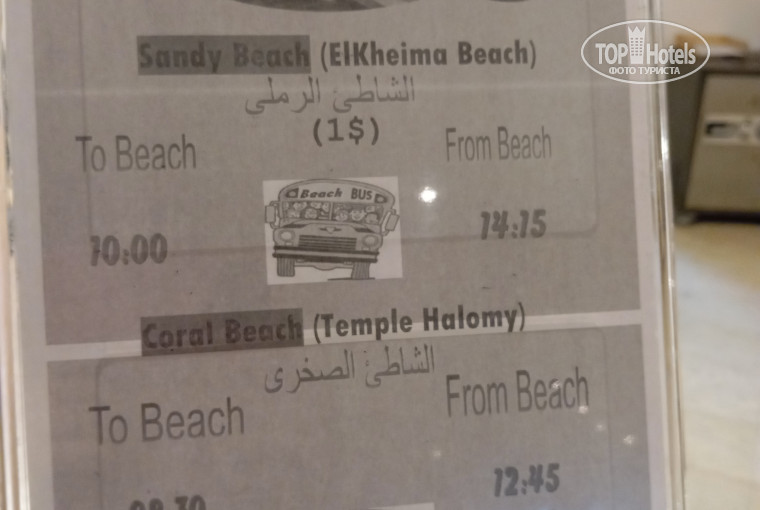 TOP Hotels
ФОТО ТУРИСТА
Sandy Beach (ElKheima Beach)
الشاطئ الرملى
(1$)
To Beach From Beach
Beach BUS
10:00 14:15
Coral Beach (Temple Halomy)
الشاطئ الصخرى
To Beach From Beach
12:45